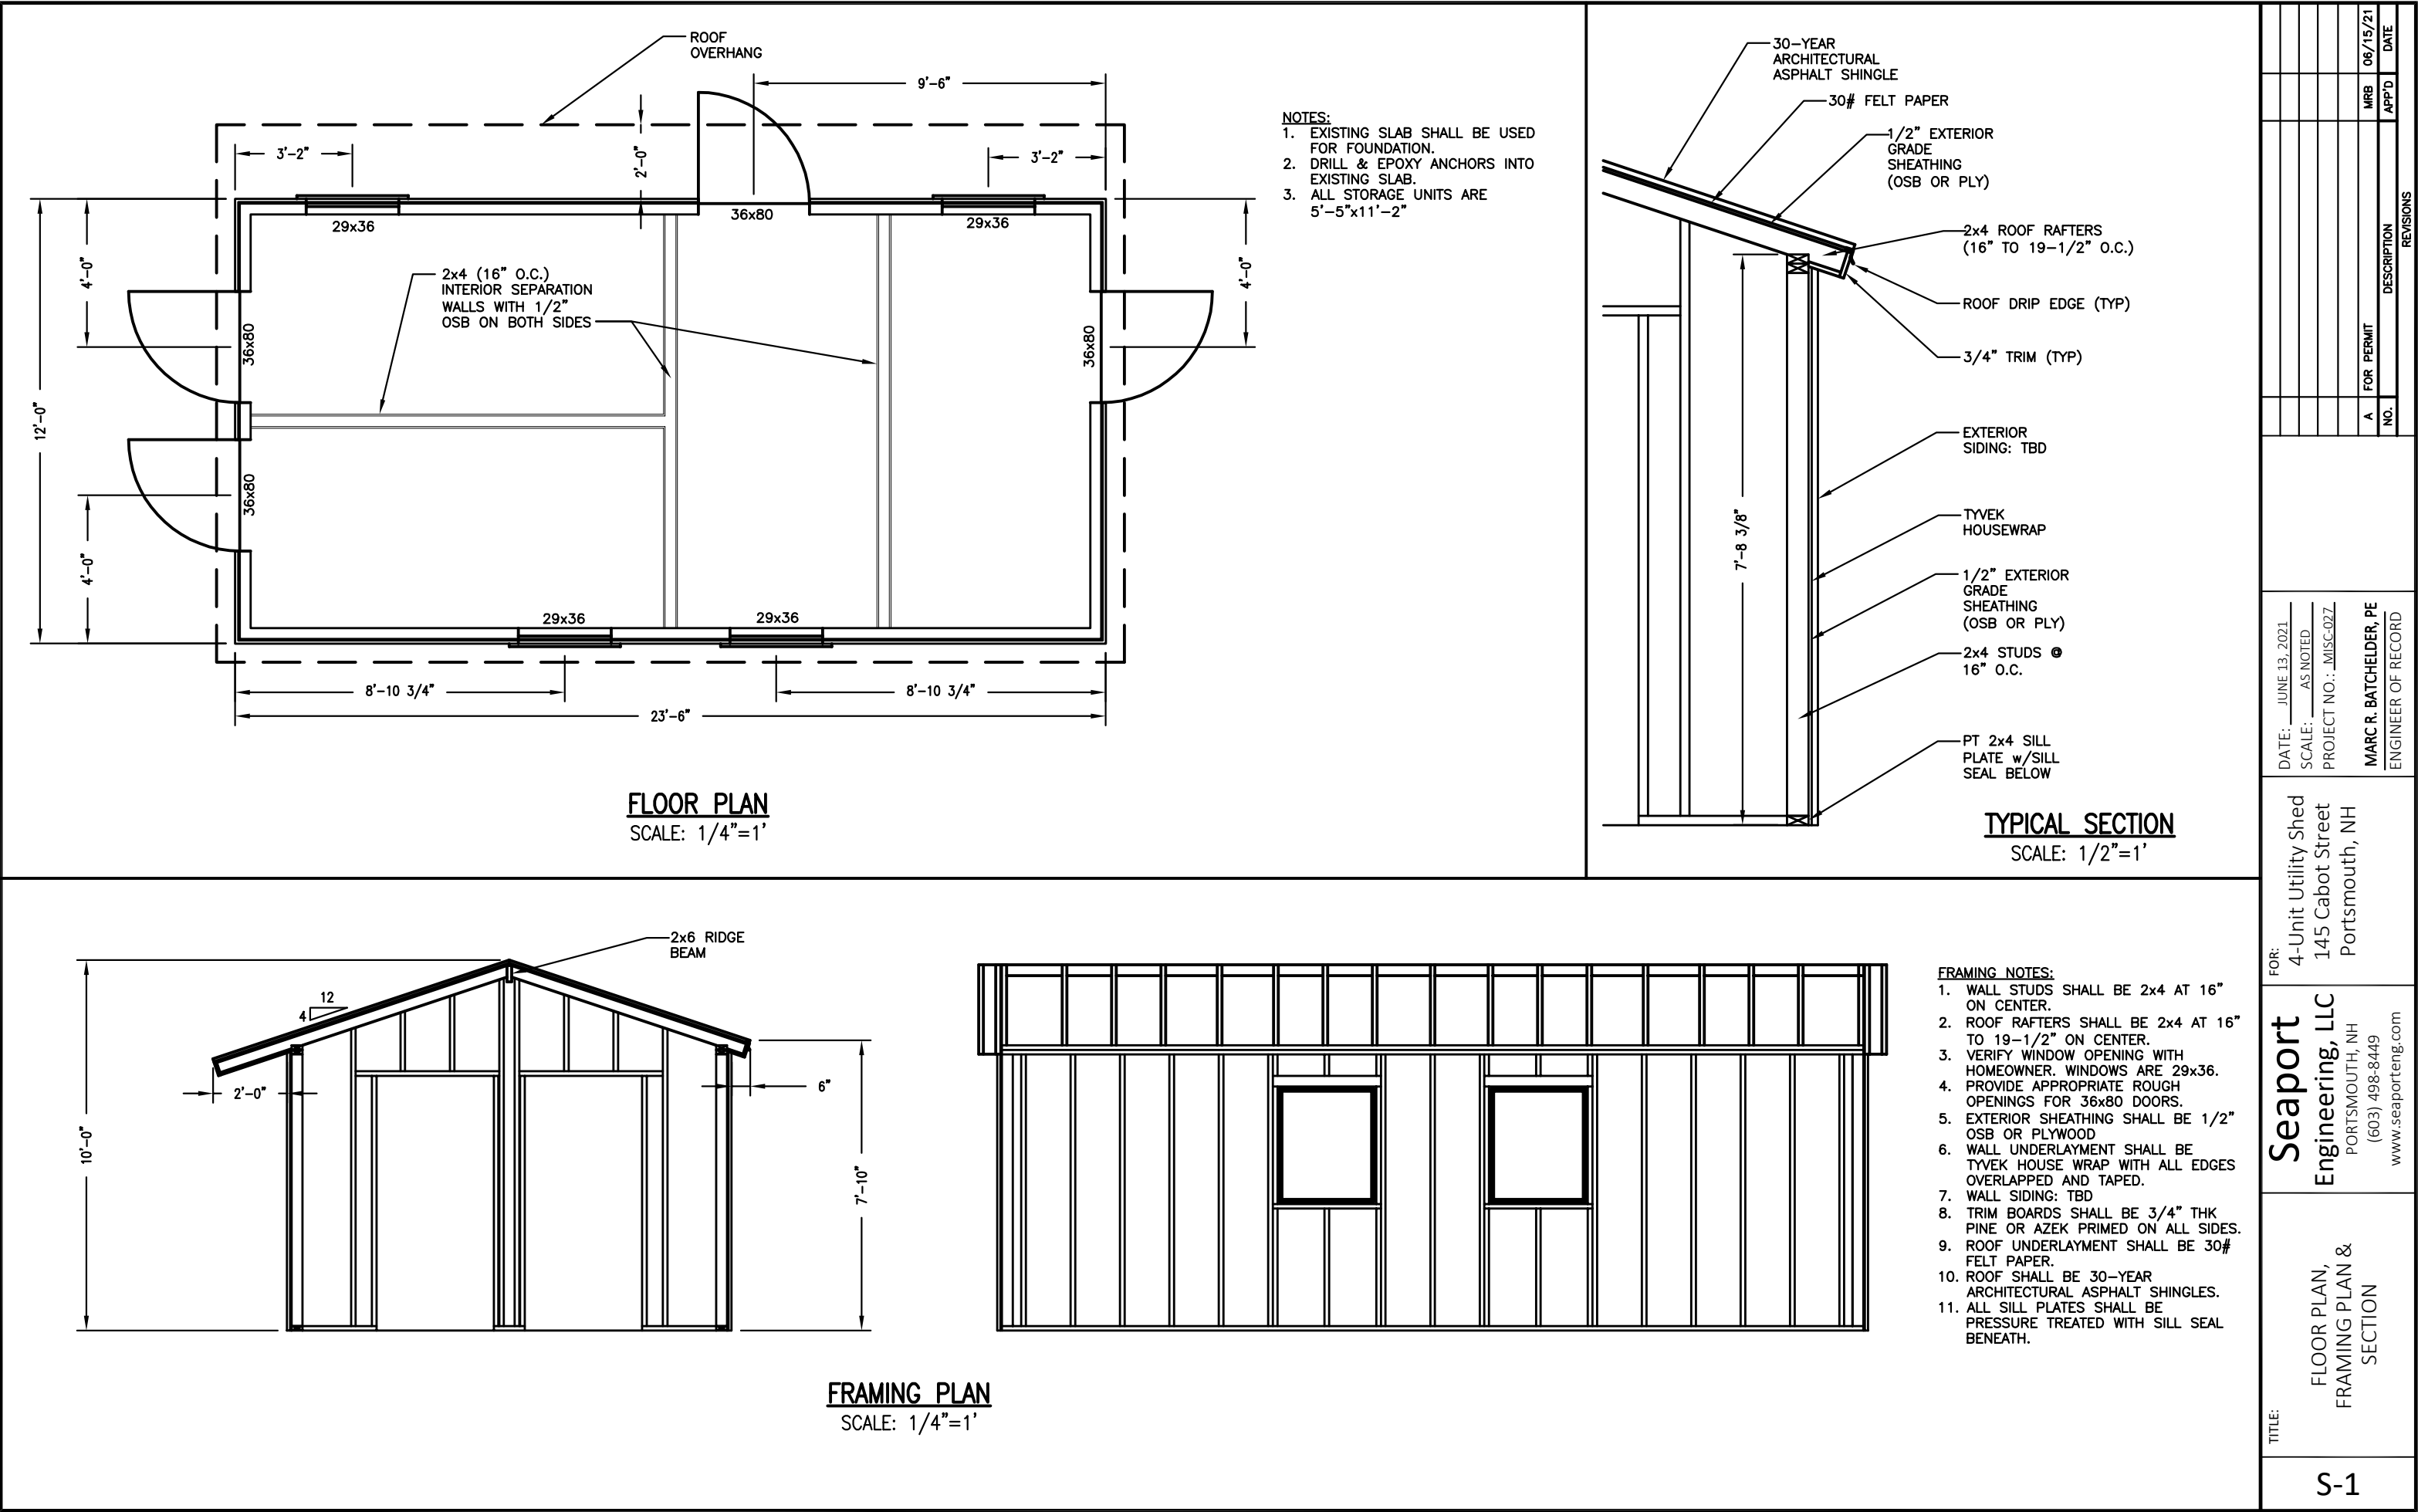 ROOF
OVERHANG
9'-6"
3'-2"
2'-0"
3'-2"
29x36
36x80
29x36
4'-0"
4'-0"
2x4 (16" O.C.)
INTERIOR SEPARATION
WALLS WITH 1/2"
OSB ON BOTH SIDES
36x80
36x80
12'-0"
36x80
4'-0"
29x36
29x36
8'-10 3/4"
8'-10 3/4"
23'-6"
FLOOR PLAN
SCALE: 1/4"=1'
NOTES:
1. EXISTING SLAB SHALL BE USED
FOR FOUNDATION.
2. DRILL & EPOXY ANCHORS INTO
EXISTING SLAB.
3. ALL STORAGE UNITS ARE
5'-5"x11'-2"
30-YEAR
ARCHITECTURAL
ASPHALT SHINGLE
30# FELT PAPER
1/2" EXTERIOR
GRADE
SHEATHING
(OSB OR PLY)
2x4 ROOF RAFTERS
(16" TO 19-1/2" O.C.)
ROOF DRIP EDGE (TYP)
3/4" TRIM (TYP)
EXTERIOR
SIDING: TBD
7'-8 3/8"
TYVEK
HOUSEWRAP
1/2" EXTERIOR
GRADE
SHEATHING
(OSB OR PLY)
2x4 STUDS @
16" O.C.
PT 2x4 SILL
PLATE w/SILL
SEAL BELOW
TYPICAL SECTION
SCALE: 1/2"=1'
2x6 RIDGE
BEAM
12
4
2'-0"
6"
10'-0"
7'-10"
FRAMING PLAN
SCALE: 1/4"=1'
FRAMING NOTES:
1. WALL STUDS SHALL BE 2x4 AT 16"
ON CENTER.
2. ROOF RAFTERS SHALL BE 2x4 AT 16"
TO 19-1/2" ON CENTER.
3. VERIFY WINDOW OPENING WITH
HOMEOWNER. WINDOWS ARE 29x36.
4. PROVIDE APPROPRIATE ROUGH
OPENINGS FOR 36x80 DOORS.
5. EXTERIOR SHEATHING SHALL BE 1/2"
OSB OR PLYWOOD
6. WALL UNDERLAYMENT SHALL BE
TYVEK HOUSE WRAP WITH ALL EDGES
OVERLAPPED AND TAPED.
7. WALL SIDING: TBD
8. TRIM BOARDS SHALL BE 3/4" THK
PINE OR AZEK PRIMED ON ALL SIDES.
9. ROOF UNDERLAYMENT SHALL BE 30#
FELT PAPER.
10. ROOF SHALL BE 30-YEAR
ARCHITECTURAL ASPHALT SHINGLES.
11. ALL SILL PLATES SHALL BE
PRESSURE TREATED WITH SILL SEAL
BENEATH.
A FOR PERMIT MRB 06/15/21
NO. DESCRIPTION APP'D DATE
REVISIONS
DATE: JUNE 13, 2021
SCALE: AS NOTED
PROJECT NO.: MISC-027
MARC R. BATCHELDER, PE
ENGINEER OF RECORD
FOR:
4-Unit Utility Shed
145 Cabot Street
Portsmouth, NH
Seaport
Engineering, LLC
PORTSMOUTH, NH
(603) 498-8449
www.seaporteng.com
TITLE:
FLOOR PLAN,
FRAMING PLAN &
SECTION
S-1